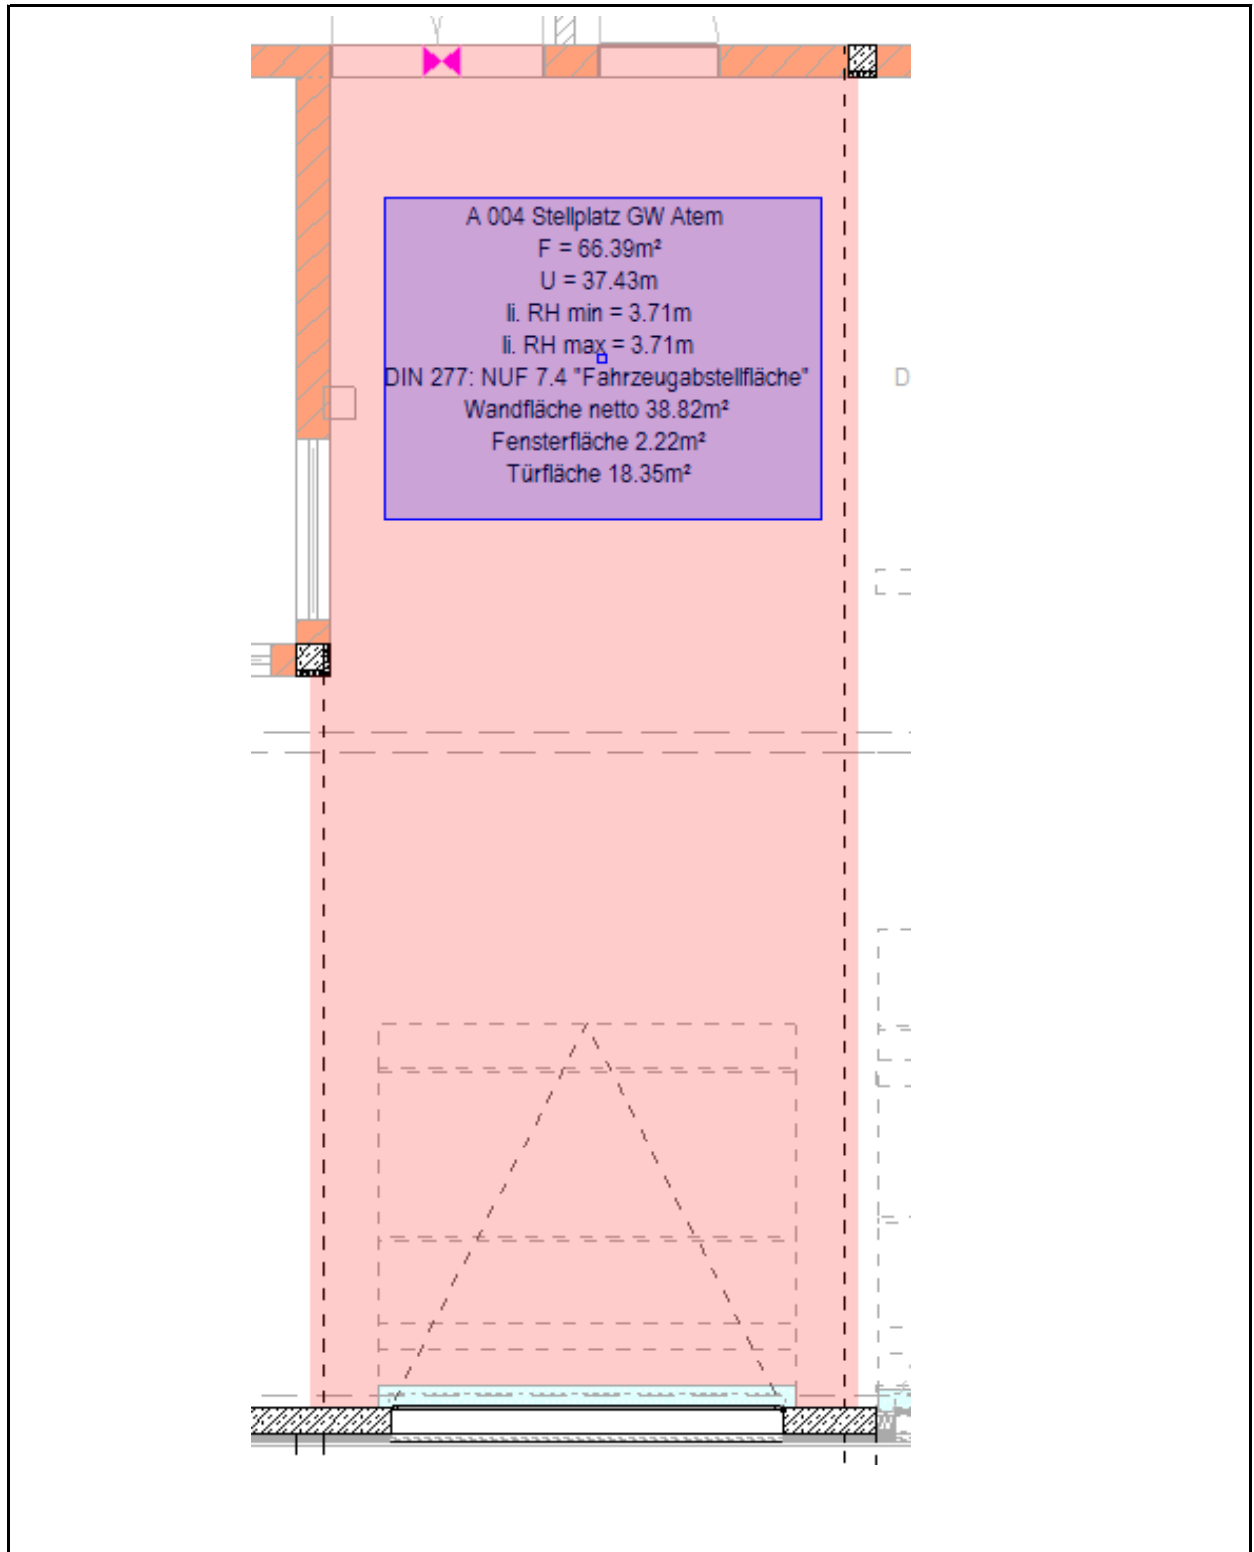 A 004 Stellplatz GW Atem
F = 66.39m²
U = 37.43m
li. RH min = 3.71m
li. RH max = 3.71m
DIN 277: NUF 7.4 "Fahrzeugabstellfläche"
D
Wandfläche netto 38.82m²
Fensterfläche 2.22m²
Türfläche 18.35m²